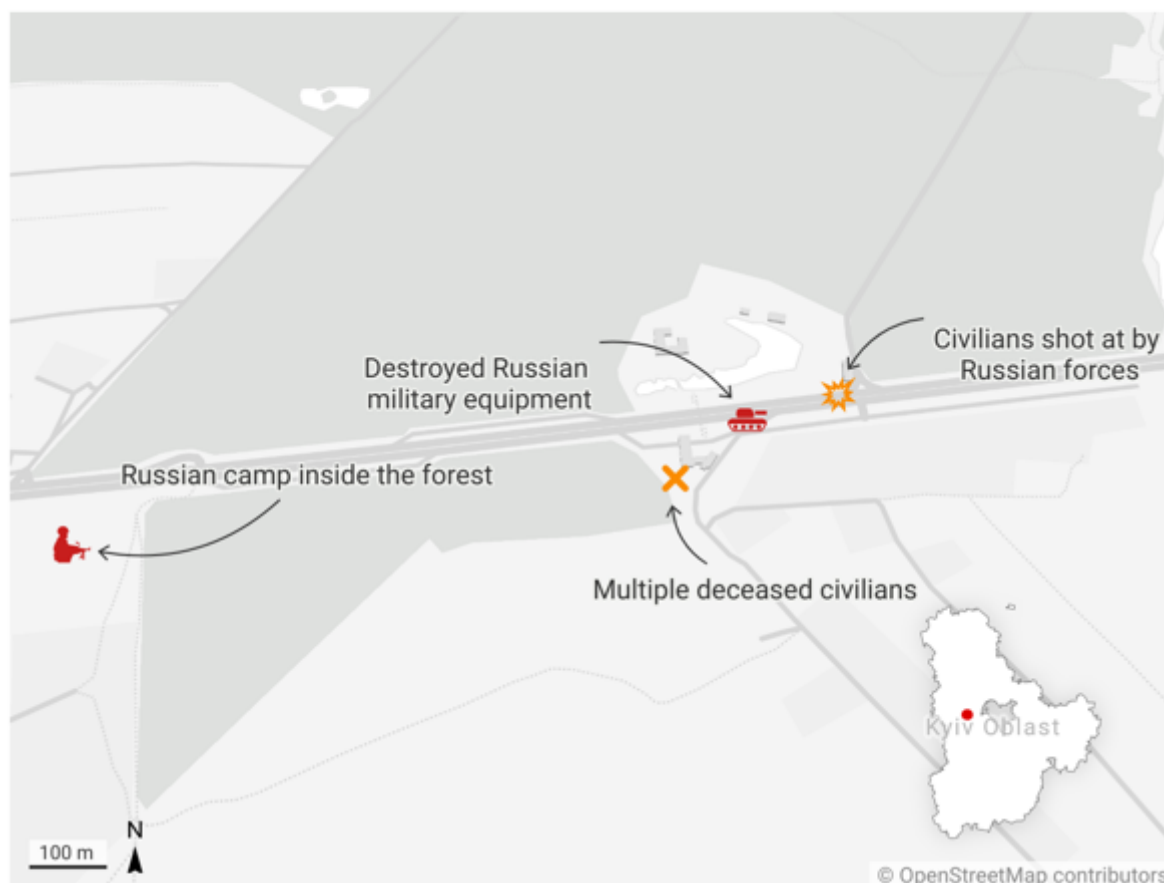 Civilians shot at by
Russian forces
Destroyed Russian
military equipment
Russian camp inside the forest
Multiple deceased civilians
Kyiv Oblast
N
100 m
© OpenStreetMap contributors